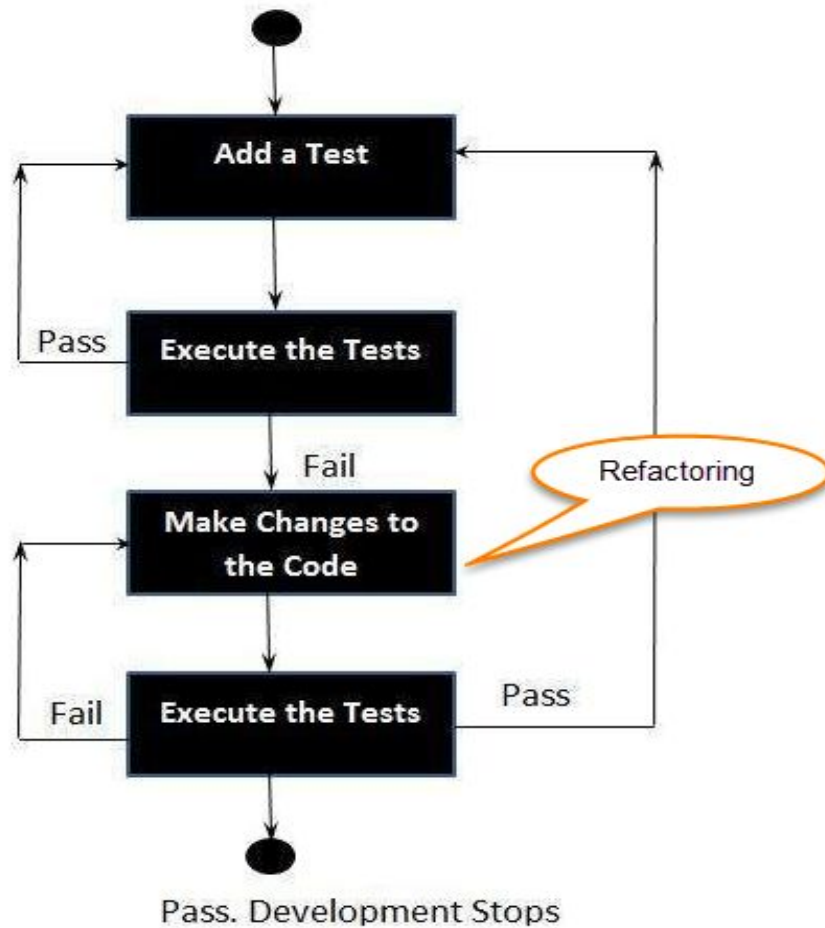 Add a Test
Pass
Execute the Tests
Fail
Refactoring
Make Changes to
the Code
Fail
Execute the Tests
Pass
Pass. Development Stops